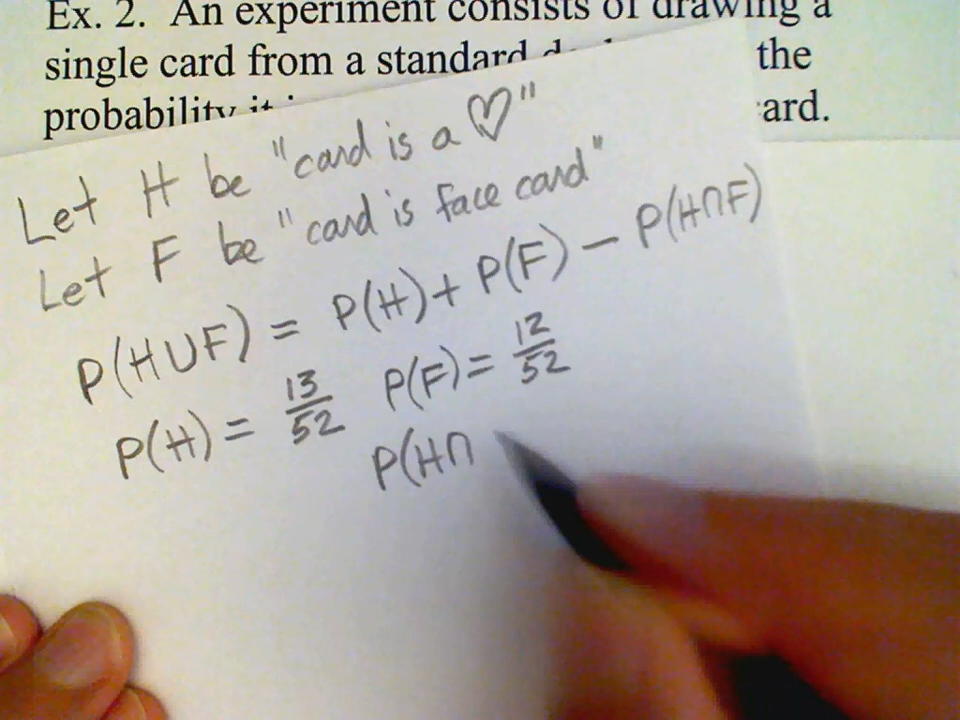 Ex. 2. An experiment consists of drawing a
single card from a standard the
probability it ard.
Let H be "card is a ♡"
Let F be "card is face card"
P(H∪F) = P(H) + P(F) − P(H∩F)
P(H) = 13/52 P(F) = 12/52
P(H∩